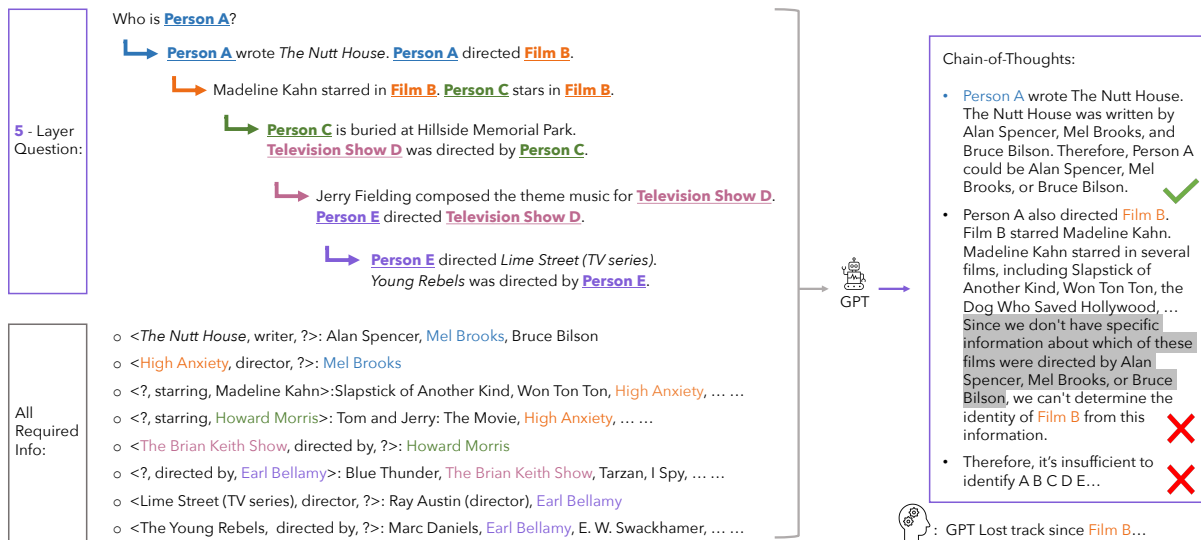 5 - Layer
Question:
Who is Person A?
Person A wrote The Nutt House. Person A directed Film B.
Madeline Kahn starred in Film B. Person C stars in Film B.
Person C is buried at Hillside Memorial Park.
Television Show D was directed by Person C.
Jerry Fielding composed the theme music for Television Show D.
Person E directed Television Show D.
Person E directed Lime Street (TV series).
Young Rebels was directed by Person E.
All
Required
Info:
o <The Nutt House, writer, ?>: Alan Spencer, Mel Brooks, Bruce Bilson
o <High Anxiety, director, ?>: Mel Brooks
o <?, starring, Madeline Kahn>:Slapstick of Another Kind, Won Ton Ton, High Anxiety, ... ...
o <?, starring, Howard Morris>: Tom and Jerry: The Movie, High Anxiety, ... ...
o <The Brian Keith Show, directed by, ?>: Howard Morris
o <?, directed by, Earl Bellamy>: Blue Thunder, The Brian Keith Show, Tarzan, I Spy, ... ...
o <Lime Street (TV series), director, ?>: Ray Austin (director), Earl Bellamy
o <The Young Rebels, directed by, ?>: Marc Daniels, Earl Bellamy, E. W. Swackhamer, ... ...
GPT
Chain-of-Thoughts:
• Person A wrote The Nutt House.
The Nutt House was written by
Alan Spencer, Mel Brooks, and
Bruce Bilson. Therefore, Person A
could be Alan Spencer, Mel
Brooks, or Bruce Bilson.
• Person A also directed Film B.
Film B starred Madeline Kahn.
Madeline Kahn starred in several
films, including Slapstick of
Another Kind, Won Ton Ton, the
Dog Who Saved Hollywood, ...
Since we don't have specific
information about which of these
films were directed by Alan
Spencer, Mel Brooks, or Bruce
Bilson, we can't determine the
identity of Film B from this
information.
• Therefore, it's insufficient to
identify A B C D E...
: GPT Lost track since Film B...